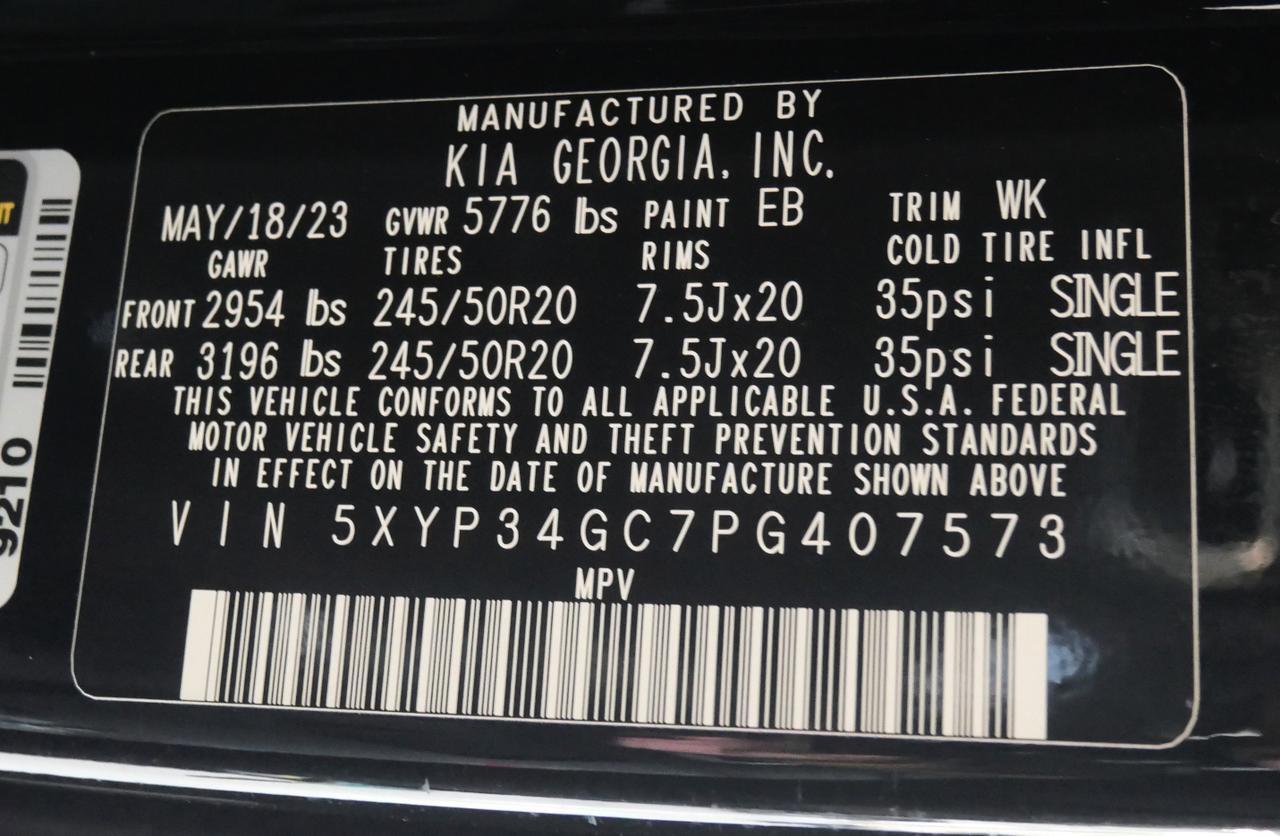 MANUFACTURED BY
KIA GEORGIA, INC.
MAY/18/23 GVWR 5776 lbs PAINT EB TRIM WK
GAWR TIRES RIMS COLD TIRE INFL
FRONT 2954 lbs 245/50R20 7.5Jx20 35psi SINGLE
REAR 3196 lbs 245/50R20 7.5Jx20 35psi SINGLE
THIS VEHICLE CONFORMS TO ALL APPLICABLE U.S.A. FEDERAL
MOTOR VEHICLE SAFETY AND THEFT PREVENTION STANDARDS
IN EFFECT ON THE DATE OF MANUFACTURE SHOWN ABOVE
VIN 5XYP34GC7PG407573
MPV
9210